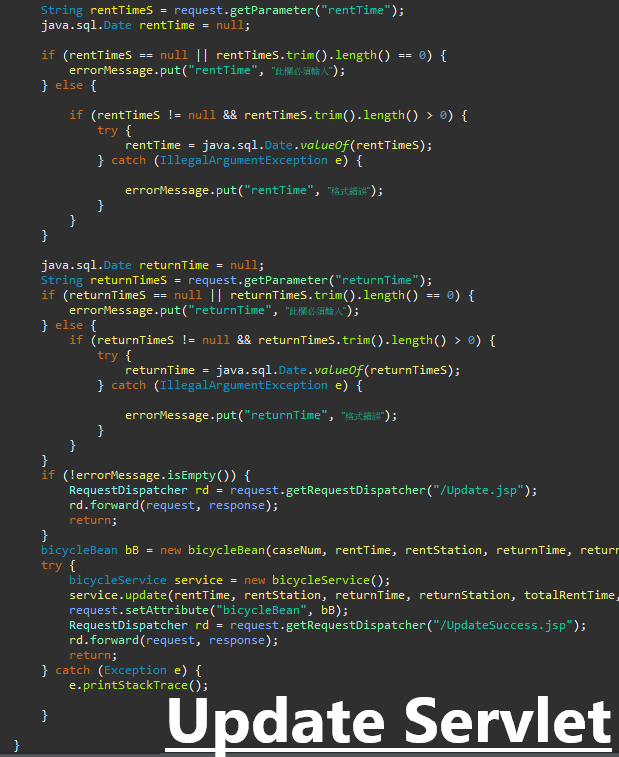 String rentTimeS = request.getParameter("rentTime");
java.sql.Date rentTime = null;
if (rentTimeS == null || rentTimeS.trim().length() == 0) {
errorMessage.put("rentTime", "此欄必須輸入");
} else {
if (rentTimeS != null && rentTimeS.trim().length() > 0) {
try {
rentTime = java.sql.Date.valueOf(rentTimeS);
} catch (IllegalArgumentException e) {
errorMessage.put("rentTime", "格式錯誤");
}
}
}
java.sql.Date returnTime = null;
String returnTimeS = request.getParameter("returnTime");
if (returnTimeS == null || returnTimeS.trim().length() == 0) {
errorMessage.put("returnTime", "此欄必須輸入");
} else {
if (returnTimeS != null && returnTimeS.trim().length() > 0) {
try {
returnTime = java.sql.Date.valueOf(returnTimeS);
} catch (IllegalArgumentException e) {
errorMessage.put("returnTime", "格式錯誤");
}
}
}
if (!errorMessage.isEmpty()) {
RequestDispatcher rd = request.getRequestDispatcher("/Update.jsp");
rd.forward(request, response);
return;
}
bicycleBean bB = new bicycleBean(caseNum, rentTime, rentStation, returnTime, return
try {
bicycleService service = new bicycleService();
service.update(rentTime, rentStation, returnTime, returnStation, totalRentTime,
request.setAttribute("bicycleBean", bB);
RequestDispatcher rd = request.getRequestDispatcher("/UpdateSuccess.jsp");
rd.forward(request, response);
return;
} catch (Exception e) {
e.printStackTrace();
}
Update Servlet
}